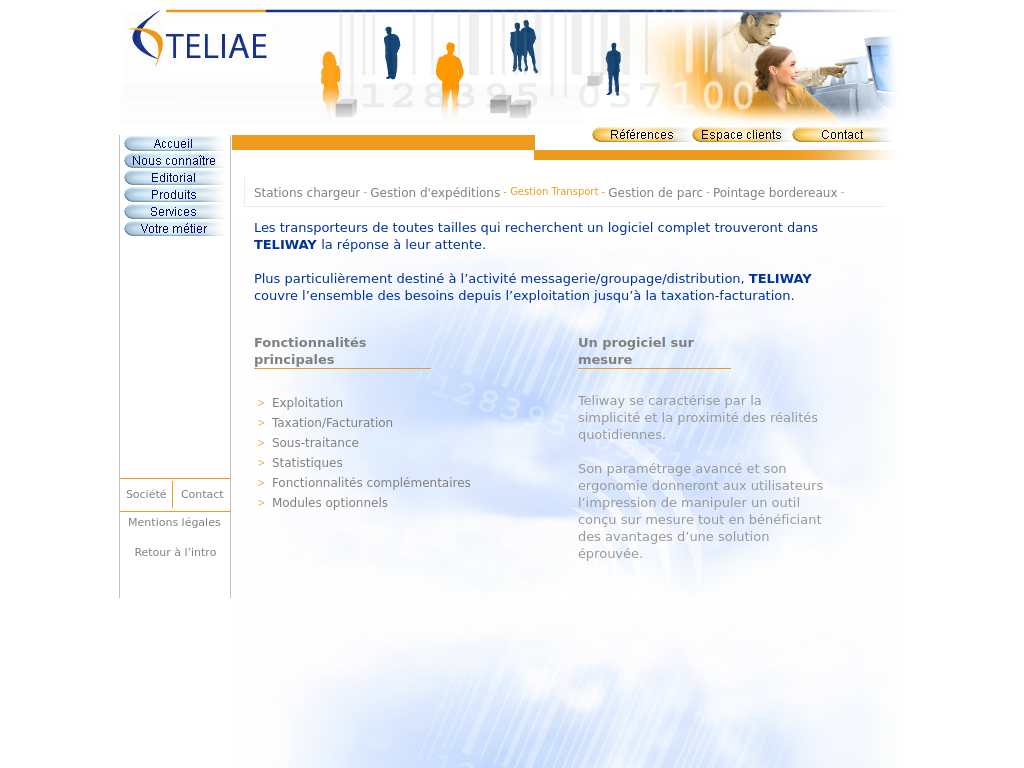 TELIAE
128395 057100
Références
Espace clients
Contact
Accueil
Nous connaître
Editorial
Produits
Services
Votre métier
Stations chargeur - Gestion d'expéditions - Gestion Transport - Gestion de parc - Pointage bordereaux -
Les transporteurs de toutes tailles qui recherchent un logiciel complet trouveront dans
TELIWAY la réponse à leur attente.
Plus particulièrement destiné à l’activité messagerie/groupage/distribution, TELIWAY
couvre l’ensemble des besoins depuis l’exploitation jusqu’à la taxation-facturation.
Fonctionnalités
principales
> Exploitation
> Taxation/Facturation
> Sous-traitance
> Statistiques
> Fonctionnalités complémentaires
> Modules optionnels
Un progiciel sur
mesure
Teliway se caractérise par la
simplicité et la proximité des réalités
quotidiennes.
Son paramétrage avancé et son
ergonomie donneront aux utilisateurs
l’impression de manipuler un outil
conçu sur mesure tout en bénéficiant
des avantages d’une solution
éprouvée.
128395
Société
Contact
Mentions légales
Retour à l’intro